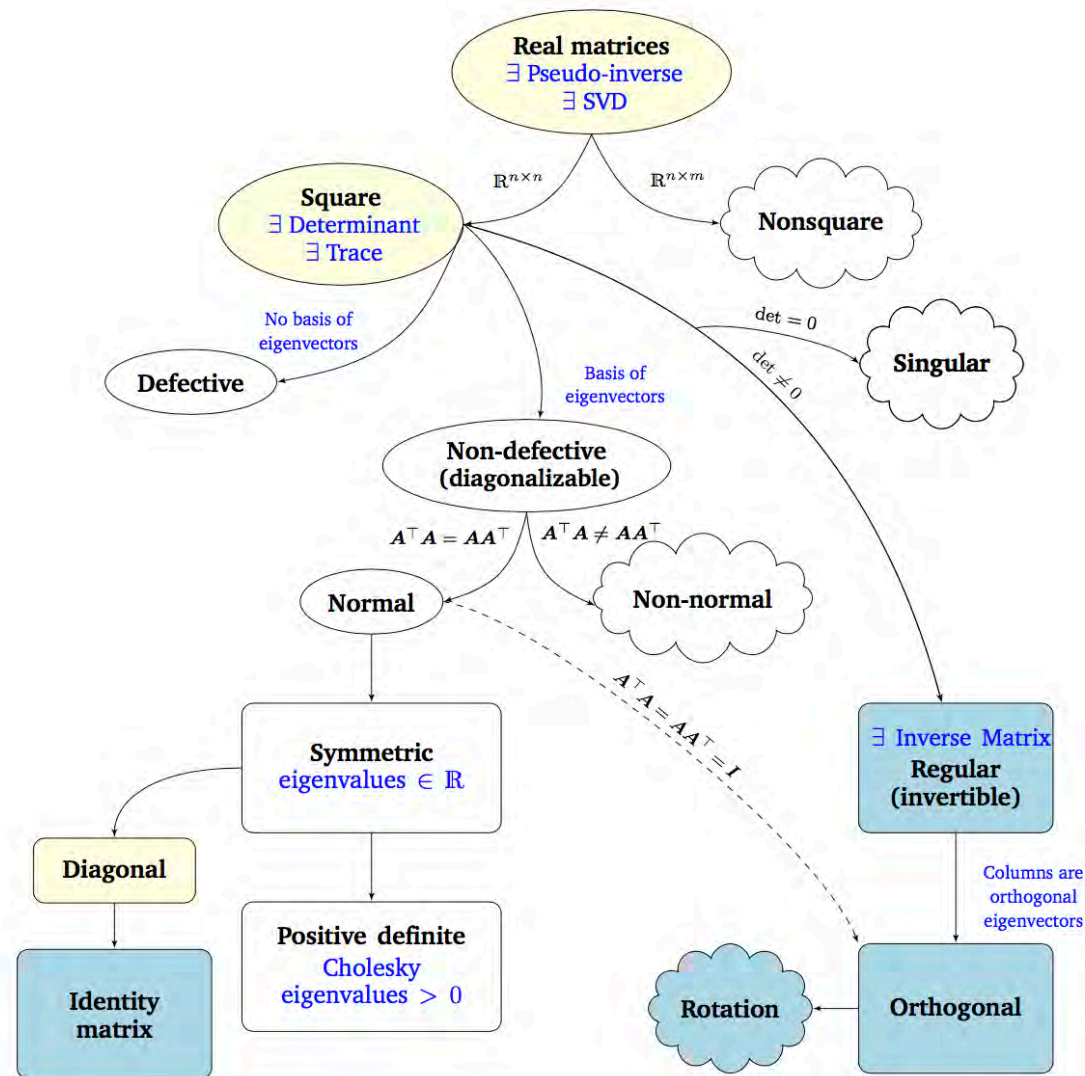 Real matrices
∃ Pseudo-inverse
∃ SVD
ℝⁿˣⁿ
ℝⁿˣᵐ
Square
∃ Determinant
∃ Trace
Nonsquare
No basis of
eigenvectors
det = 0
det ≠ 0
Singular
Defective
Basis of
eigenvectors
Non-defective
(diagonalizable)
A⊤A = AA⊤
A⊤A ≠ AA⊤
Normal
Non-normal
A⊤A = AA⊤ = I
Symmetric
eigenvalues ∈ ℝ
∃ Inverse Matrix
Regular
(invertible)
Diagonal
Columns are
orthogonal
eigenvectors
Positive definite
Cholesky
eigenvalues > 0
Identity
matrix
Rotation
Orthogonal